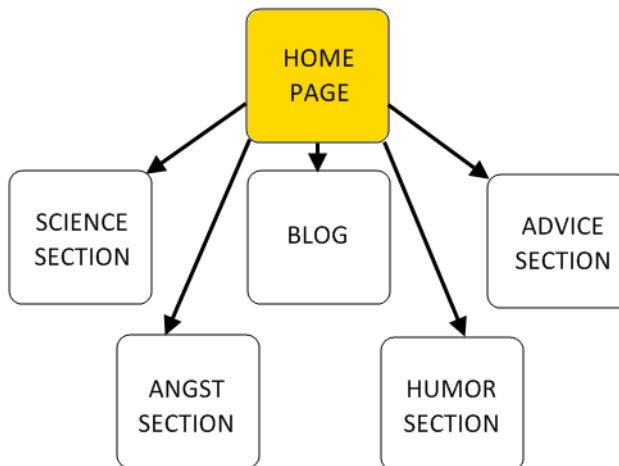 HOME
PAGE
SCIENCE
SECTION
BLOG
ADVICE
SECTION
ANGST
SECTION
HUMOR
SECTION